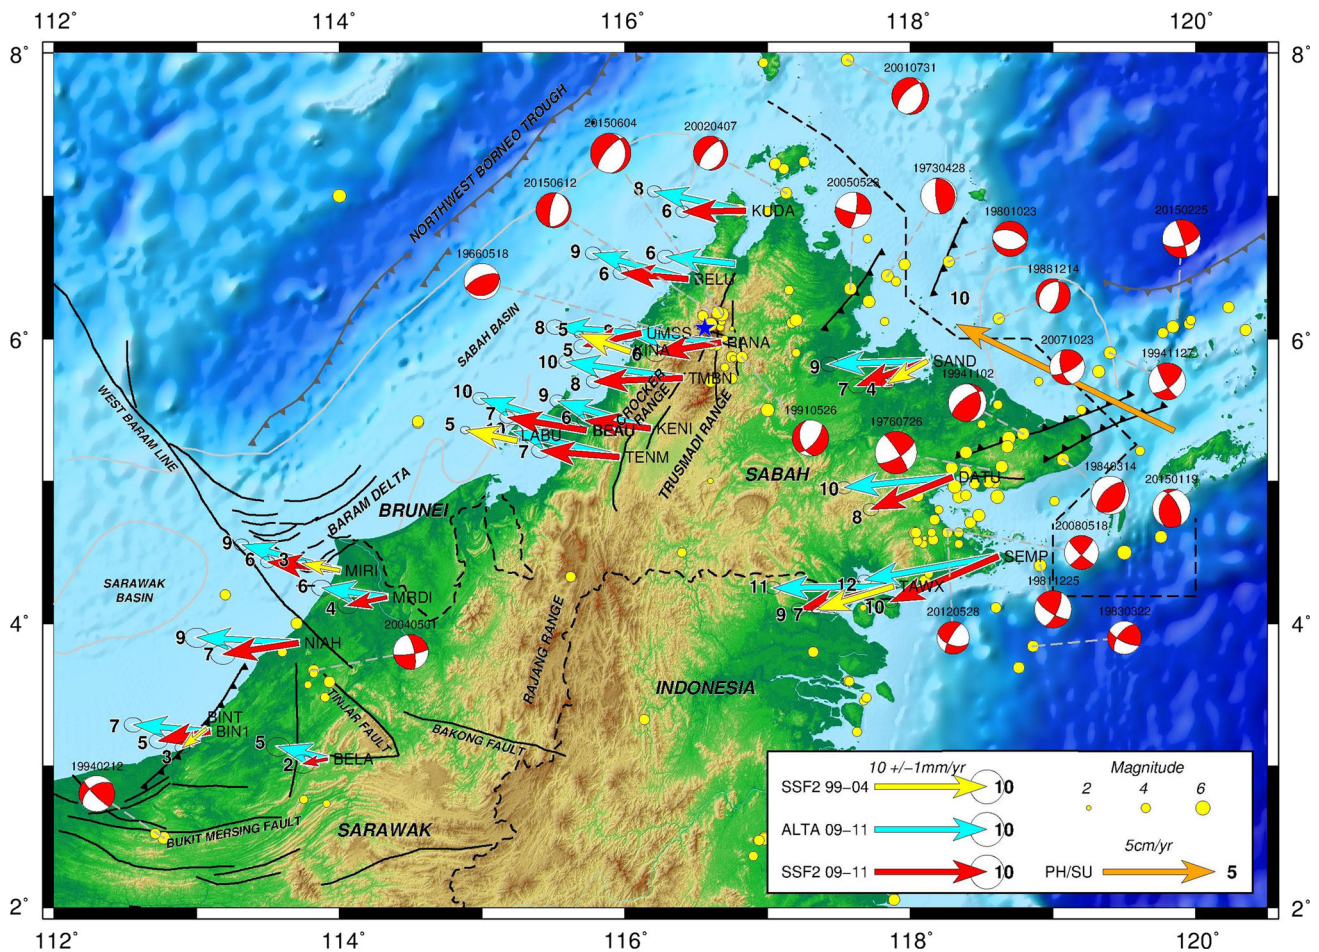 112°
114°
116°
118°
120°
8°
8°
20010731
20150604
20020407
NORTHWEST BORNEO TROUGH
19730428
20150612
20050523
8
KUDA
6
19801023
20150225
9
6
19660518
6
BELU
19881214
10
SABAH BASIN
8
5
UMSS
6°
6°
5
KINA
6
RANA
20071023
10
9
SAND
19941127
8
TMBN
7
4
19941102
10
9
CROCKER
RANGE
7
6
19910526
5
BEAU
KENI
19760726
LABU
7
TENM
TRUSMADI RANGE
SABAH
WEST BARAM LINE
BARAM DELTA
10
DATU
19840314
20150119
BRUNEI
8
20080518
9
6
3
MIRI
SEMP
SARAWAK
BASIN
6
11
12
TAWX
4
MRDI
9
7
10
19811225
4°
4°
9
NIAH
20040501
20120528
19830322
7
RAJANG RANGE
INDONESIA
TINJAR FAULT
7
BINT
BIN1
5
3
BAKONG FAULT
5
2
BELA
19940212
BUKIT MERSING FAULT
SARAWAK
10 +/−1mm/yr
Magnitude
SSF2 99−04
10
2
4
6
ALTA 09−11
10
5cm/yr
SSF2 09−11
10
PH/SU
5
2°
2°
112°
114°
116°
118°
120°